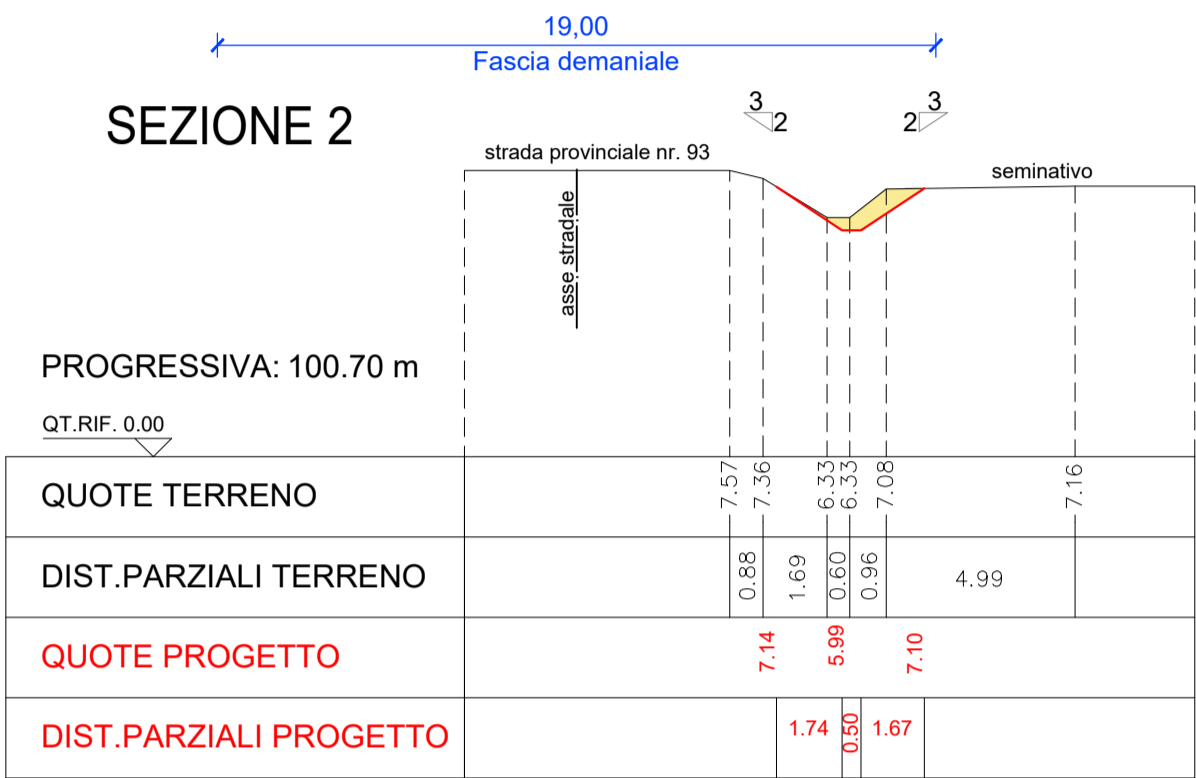 19,00
Fascia demaniale
SEZIONE 2
3
2
3
2
strada provinciale nr. 93
seminativo
asse stradale
PROGRESSIVA: 100.70 m
QT.RIF. 0.00
QUOTE TERRENO 7.57 7.36 6.33 6.33 7.08 7.16
DIST.PARZIALI TERRENO 0.88 1.69 0.60 0.96 4.99
QUOTE PROGETTO 7.14 5.99 7.10
DIST.PARZIALI PROGETTO 1.74 0.50 1.67